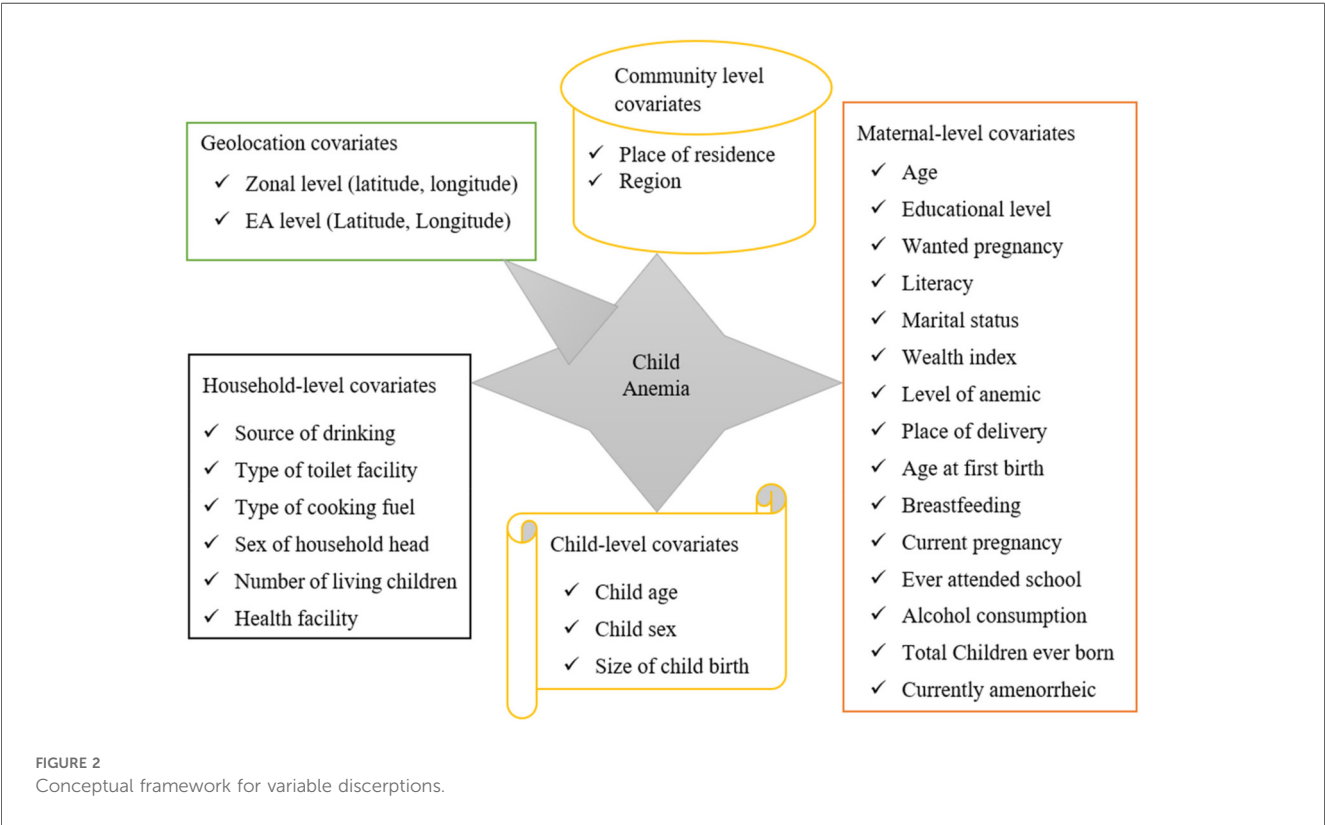 Community level
covariates
✓ Place of residence
✓ Region
Geolocation covariates
✓ Zonal level (latitude, longitude)
✓ EA level (Latitude, Longitude)
Maternal-level covariates
✓ Age
✓ Educational level
✓ Wanted pregnancy
✓ Literacy
✓ Marital status
✓ Wealth index
✓ Level of anemic
✓ Place of delivery
✓ Age at first birth
✓ Breastfeeding
✓ Current pregnancy
✓ Ever attended school
✓ Alcohol consumption
✓ Total Children ever born
✓ Currently amenorrheic
Child
Anemia
Household-level covariates
✓ Source of drinking
✓ Type of toilet facility
✓ Type of cooking fuel
✓ Sex of household head
✓ Number of living children
✓ Health facility
Child-level covariates
✓ Child age
✓ Child sex
✓ Size of child birth
FIGURE 2
Conceptual framework for variable discerptions.